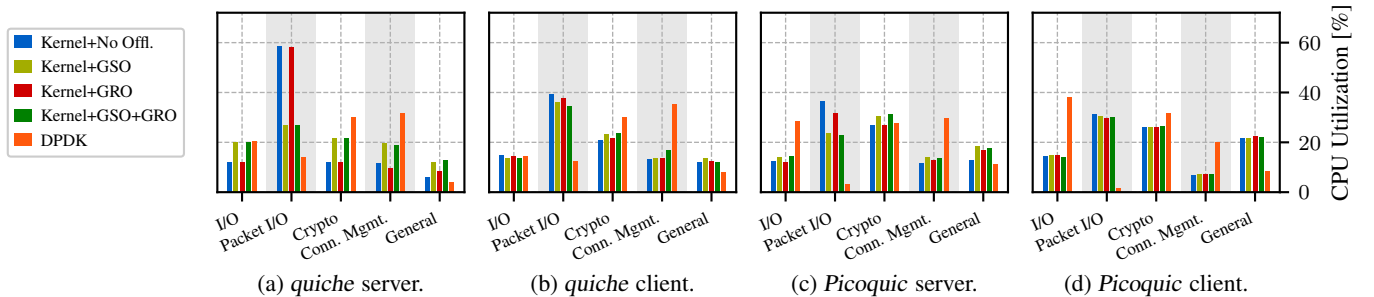 Kernel+No Offl.
Kernel+GSO
Kernel+GRO
Kernel+GSO+GRO
DPDK
I/O
Packet I/O
Crypto
Conn. Mgmt.
General
(a) quiche server.
I/O
Packet I/O
Crypto
Conn. Mgmt.
General
(b) quiche client.
I/O
Packet I/O
Crypto
Conn. Mgmt.
General
(c) Picoquic server.
I/O
Packet I/O
Crypto
Conn. Mgmt.
General
(d) Picoquic client.
60
40
20
0
CPU Utilization [%]